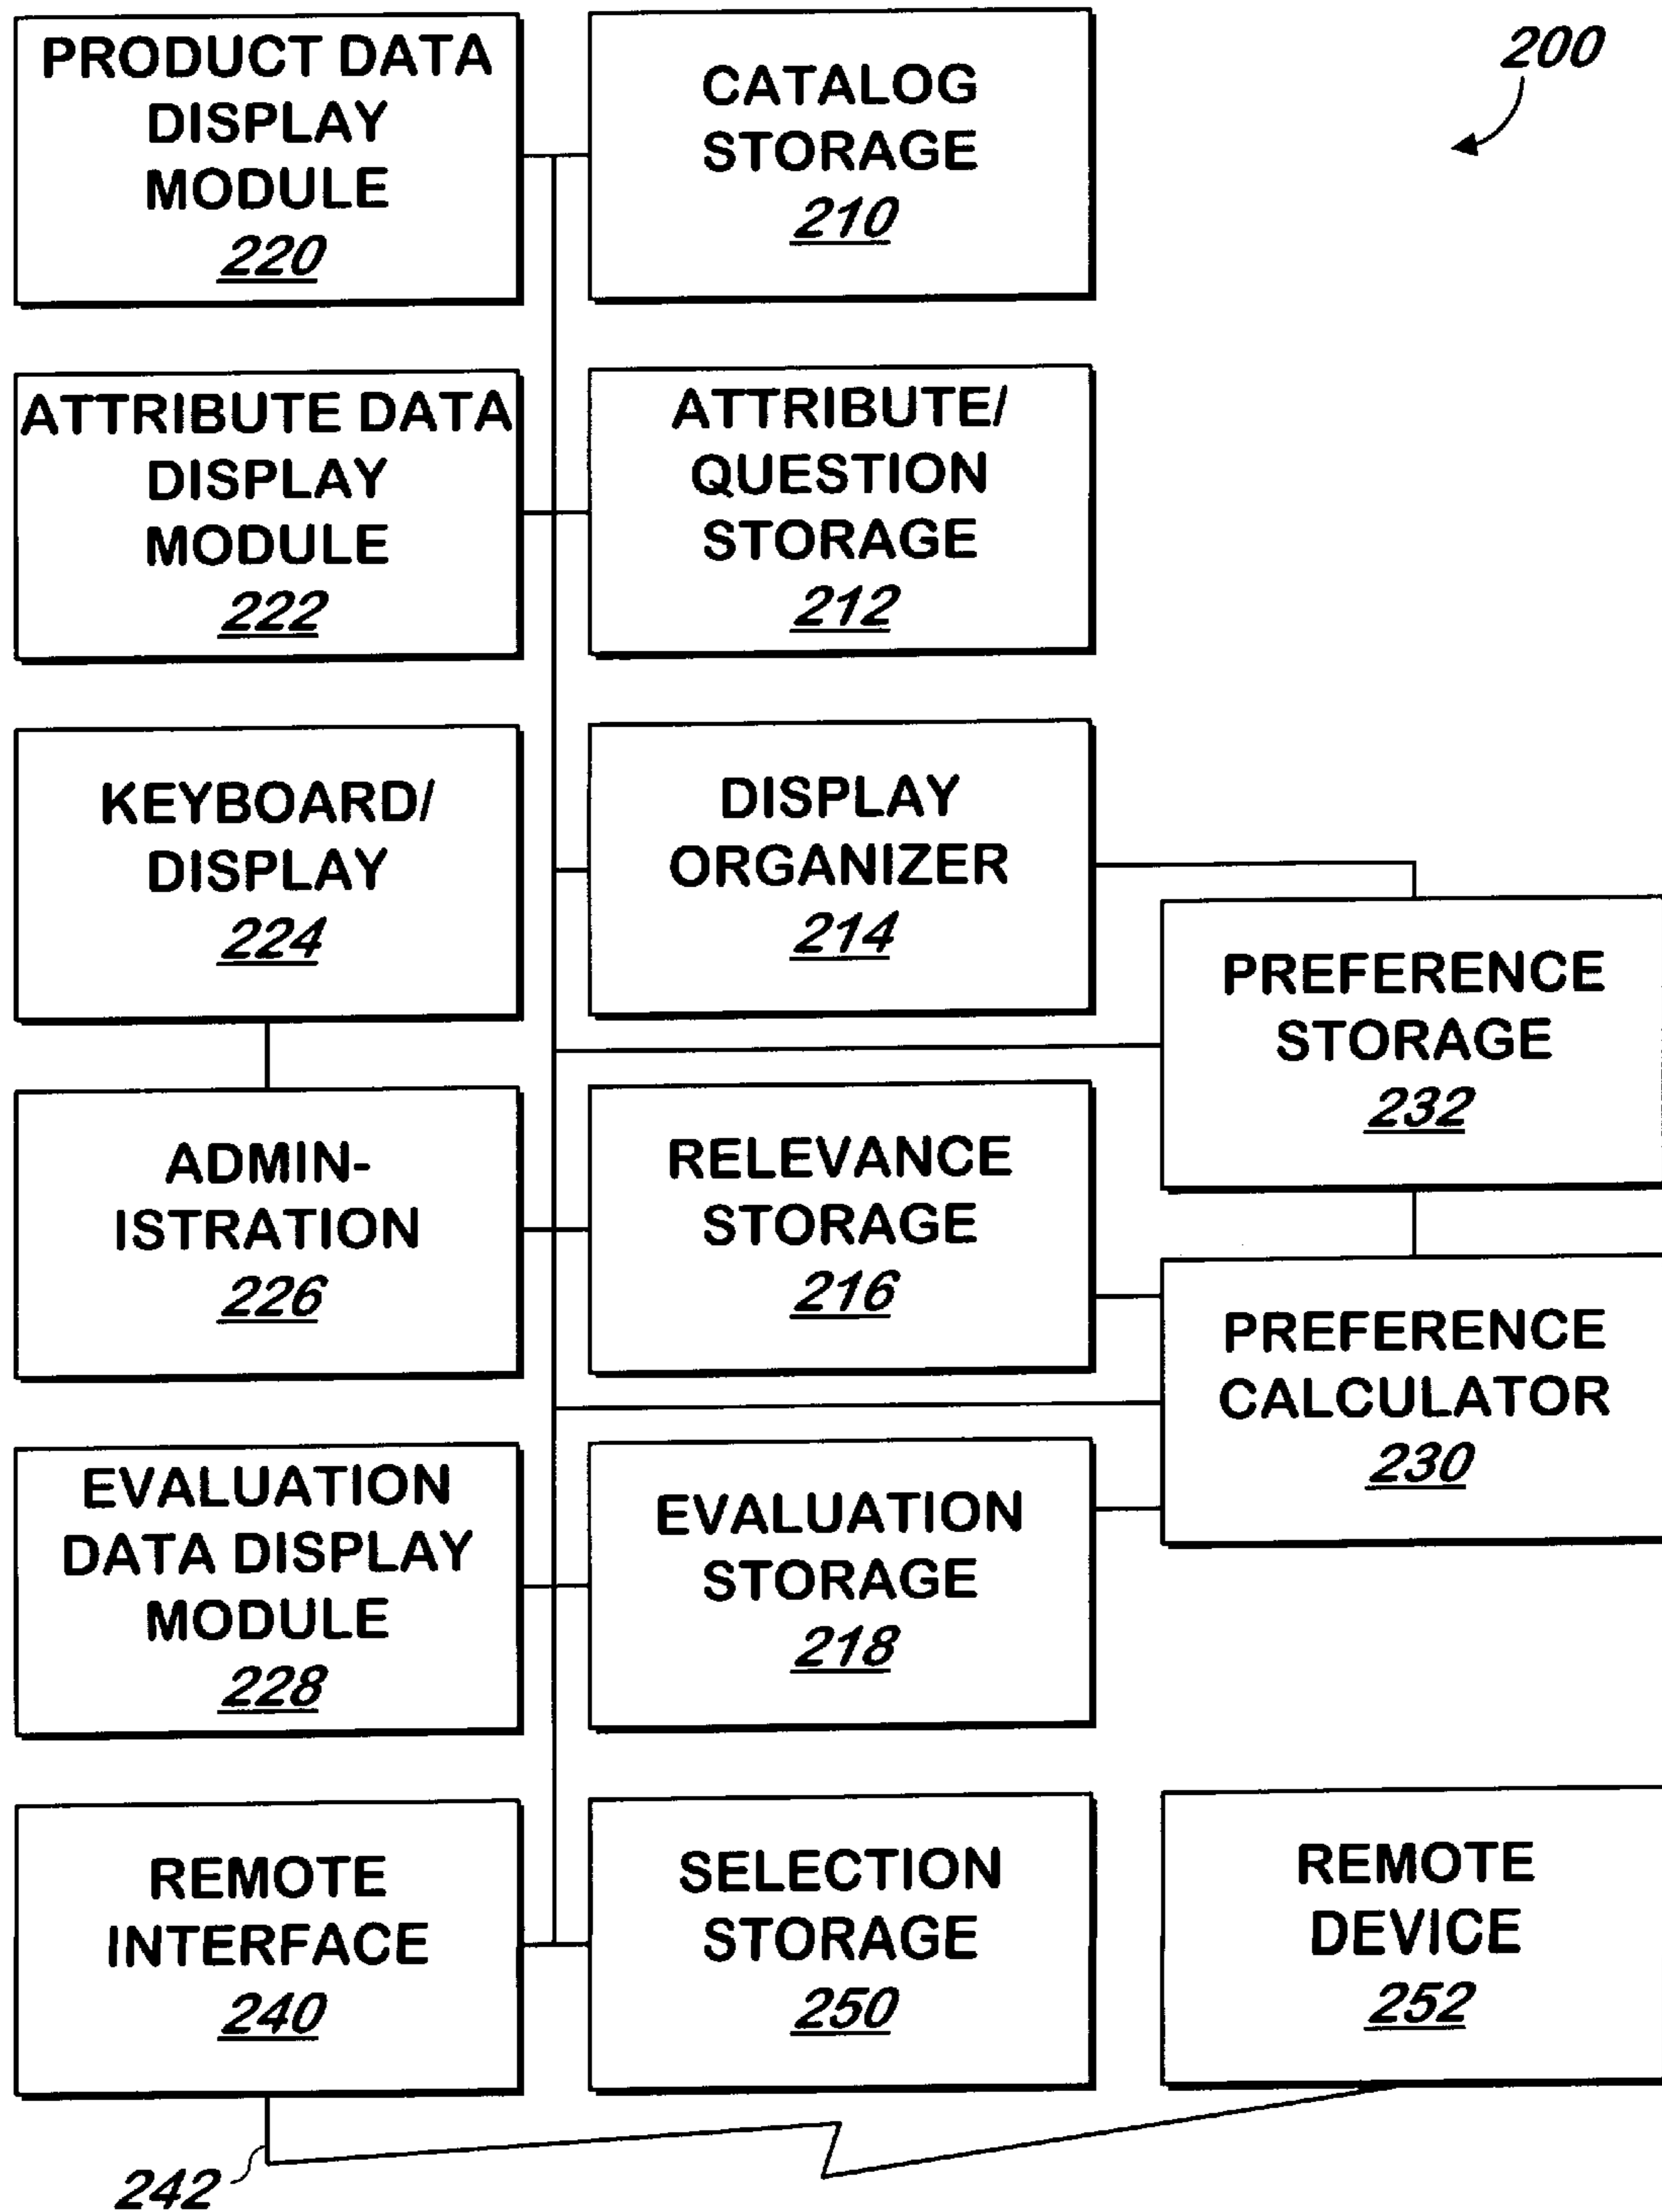 200
PRODUCT DATA
DISPLAY
MODULE
220
CATALOG
STORAGE
210
ATTRIBUTE DATA
DISPLAY
MODULE
222
ATTRIBUTE/
QUESTION
STORAGE
212
KEYBOARD/
DISPLAY
224
DISPLAY
ORGANIZER
214
PREFERENCE
STORAGE
232
ADMIN-
ISTRATION
226
RELEVANCE
STORAGE
216
PREFERENCE
CALCULATOR
230
EVALUATION
DATA DISPLAY
MODULE
228
EVALUATION
STORAGE
218
REMOTE
INTERFACE
240
SELECTION
STORAGE
250
REMOTE
DEVICE
252
242